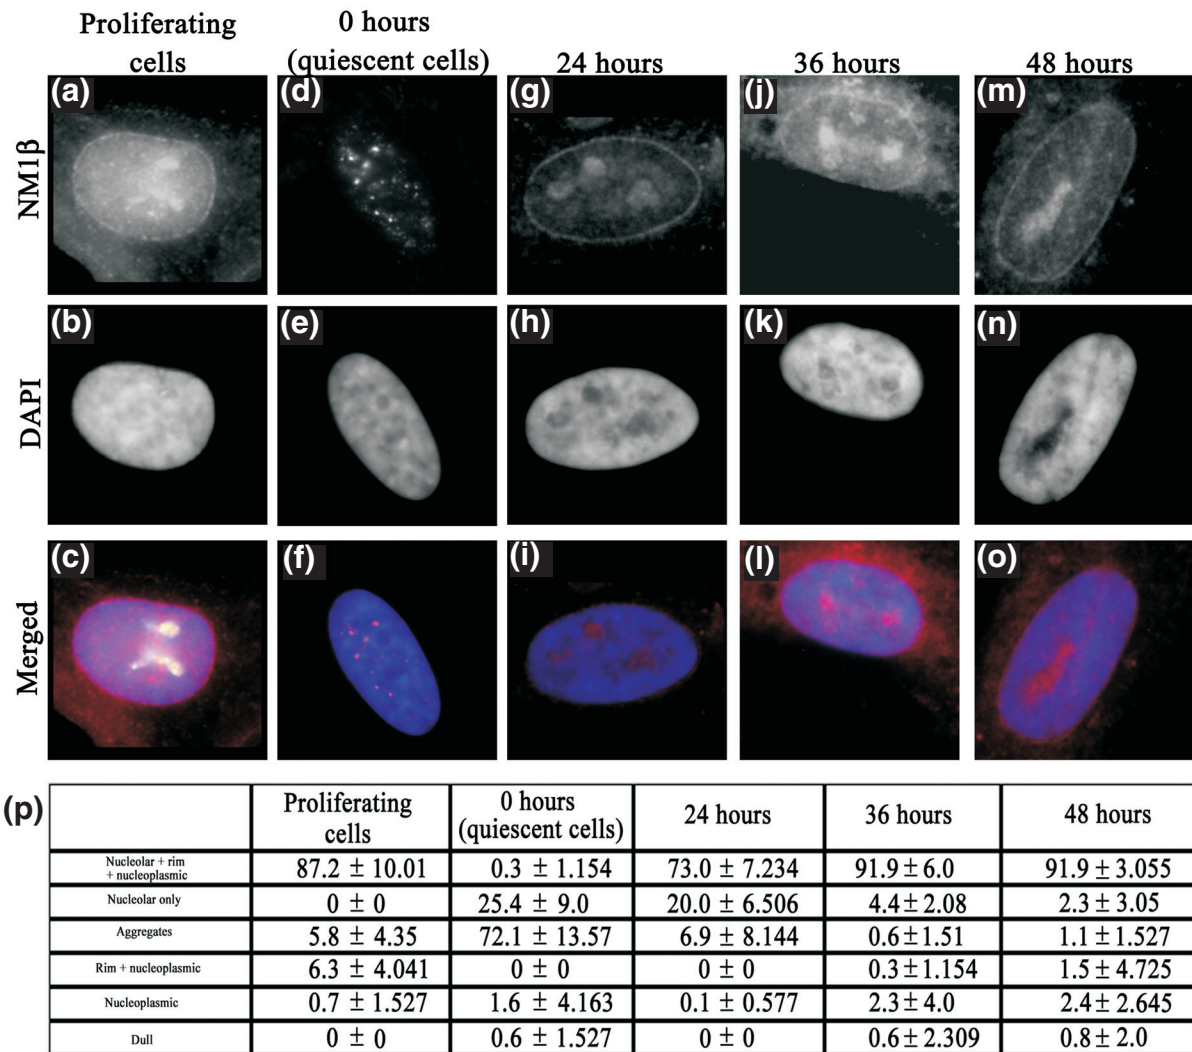 Proliferating
cells
0 hours
(quiescent cells)
24 hours
36 hours
48 hours
NM1β
(a)
(d)
(g)
(j)
(m)
DAPI
(b)
(e)
(h)
(k)
(n)
Merged
(c)
(f)
(i)
(l)
(o)
(p)
Proliferating
cells
0 hours
(quiescent cells)
24 hours
36 hours
48 hours
Nucleolar + rim
+ nucleoplasmic
87.2 ± 10.01
0.3 ± 1.154
73.0 ± 7.234
91.9 ± 6.0
91.9 ± 3.055
Nucleolar only
0 ± 0
25.4 ± 9.0
20.0 ± 6.506
4.4 ± 2.08
2.3 ± 3.05
Aggregates
5.8 ± 4.35
72.1 ± 13.57
6.9 ± 8.144
0.6 ± 1.51
1.1 ± 1.527
Rim + nucleoplasmic
6.3 ± 4.041
0 ± 0
0 ± 0
0.3 ± 1.154
1.5 ± 4.725
Nucleoplasmic
0.7 ± 1.527
1.6 ± 4.163
0.1 ± 0.577
2.3 ± 4.0
2.4 ± 2.645
Dull
0 ± 0
0.6 ± 1.527
0 ± 0
0.6 ± 2.309
0.8 ± 2.0